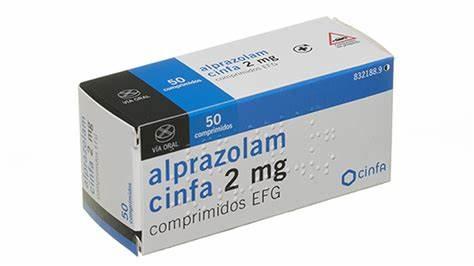 50
comprimidos
alprazolam
cinfa 2 mg
comprimidos EFG
832188.9
VÍA ORAL
50
comprimidos
alprazolam
cinfa 2 mg
comprimidos EFG
cinfa
50
comprimidos